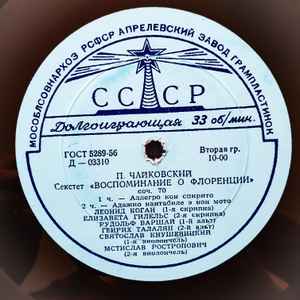 МОСОБЛСОВНАРХОЗ РСФСР АПРЕЛЕВСКИЙ ЗАВОД ГРАМПЛАСТИНОК
СССР
Долгоиграющая 33 об/мин.
ГОСТ 5289-56 Вторая гр.
Д — 03310 10-00
П. ЧАЙКОВСКИЙ
Секстет «ВОСПОМИНАНИЕ О ФЛОРЕНЦИИ»
соч. 70
1 ч. — Аллегро кон спирито
2 ч. — Адажио кантабиле э кон мото
ЛЕОНИД КОГАН (1-я скрипка)
ЕЛИЗАВЕТА ГИЛЕЛЬС (2-я скрипка)
РУДОЛЬФ БАРШАЙ (1-й альт)
ГЕНРИХ ТАЛАЛЯН (2-й альт)
СВЯТОСЛАВ КНУШЕВИЦКИЙ
(1-я виолончель)
МСТИСЛАВ РОСТРОПОВИЧ
(2-я виолончель)